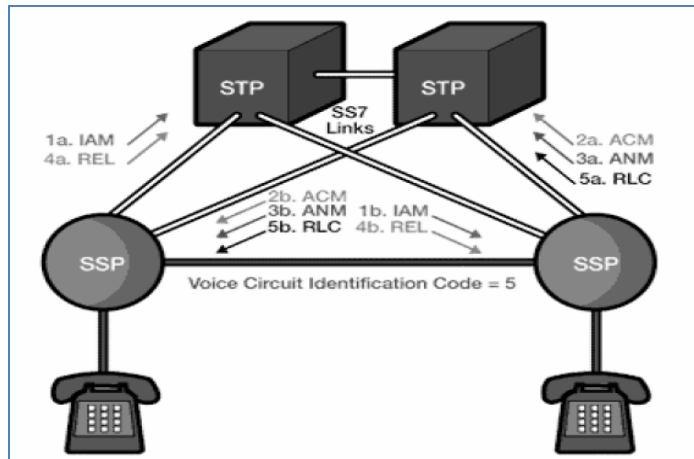 STP
STP
SS7
Links
1a. IAM
4a. REL
2a. ACM
3a. ANM
5a. RLC
2b. ACM
3b. ANM
5b. RLC
1b. IAM
4b. REL
SSP
SSP
Voice Circuit Identification Code = 5